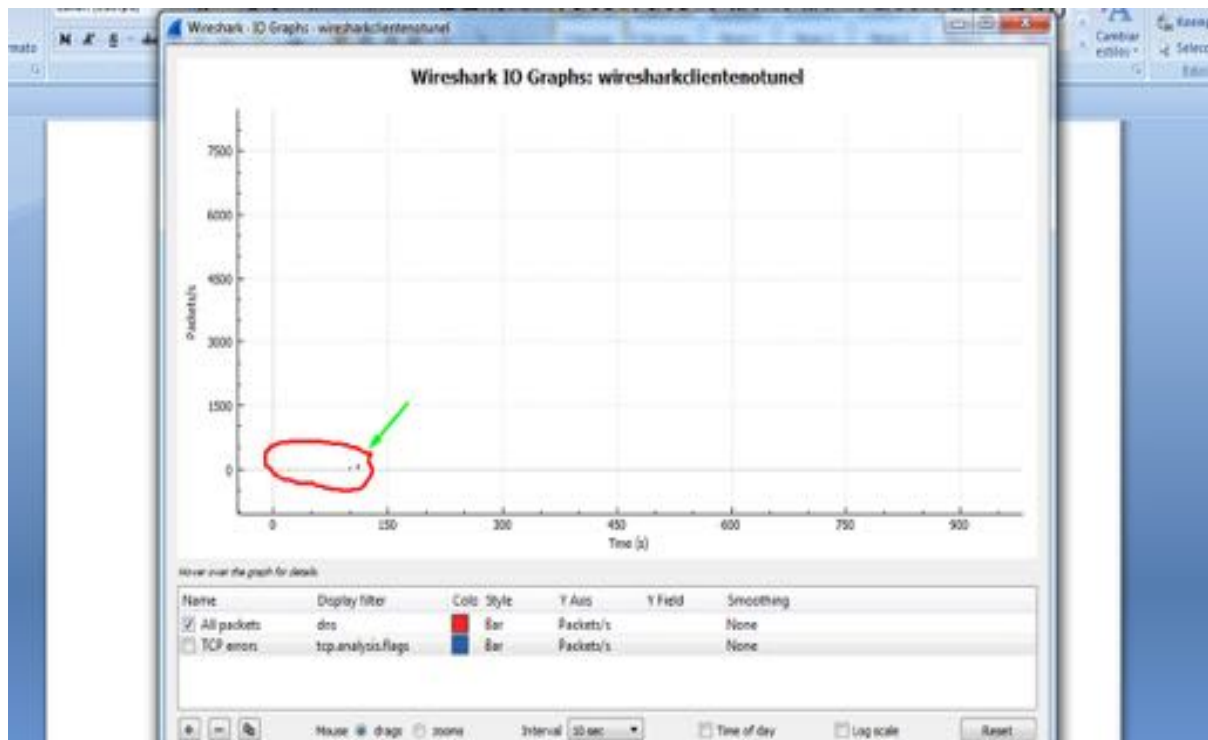 Wireshark · IO Graphs · wiresharkclientenotunel
N K S
Cambiar
estilos
Wireshark IO Graphs: wiresharkclientenotunel
7500
6000
4500
3000
1500
0
Packets/s
0 150 300 450 600 750 900
Time (s)
Hover over the graph for details.
Name Display filter Style Y Axis Y Field Smoothing
All packets dns Bar Packets/s None
TCP errors tcp.analysis.flags Bar Packets/s None
+ − Mouse drags zooms Interval 10 sec Time of day Log scale Reset